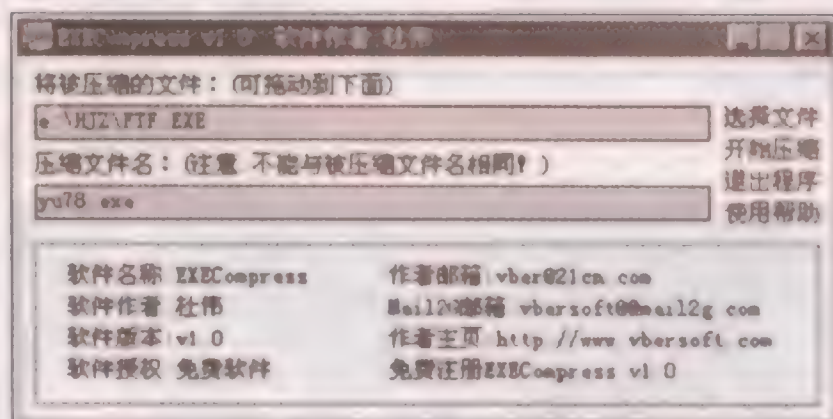 EXECompress v1 0 软件作者 杜伟
将被压缩的文件：(可拖动到下面)
e \HJZ\FTF EXE
选择文件
压缩文件名：(注意 不能与被压缩文件名相同！)
开始压缩
退出程序
yu78 exe
使用帮助
软件名称 EXECompress
作者邮箱 vber@21cn com
软件作者 杜伟
邮箱 vbersoft@mail2g com
软件版本 v1 0
作者主页 http //www vbersoft com
软件授权 免费软件
免费注册EXECompress v1 0